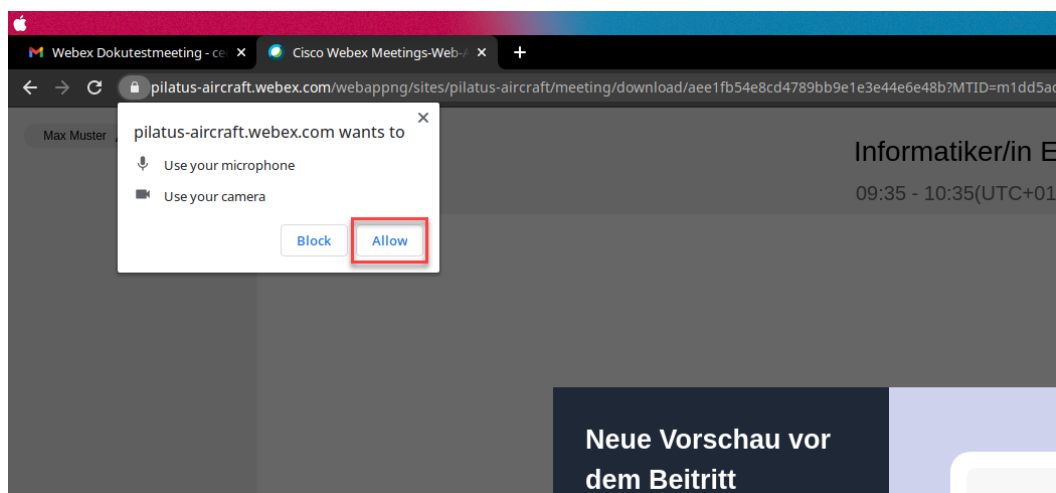 Webex Dokutestmeeting - ce
Cisco Webex Meetings-Web-A
pilatus-aircraft.webex.com/webappng/sites/pilatus-aircraft/meeting/download/aee1fb54e8cd4789bb9e1e3e44e6e48b?MTID=m1dd5ac
Max Muster
pilatus-aircraft.webex.com wants to
Use your microphone
Use your camera
Block Allow
Informatiker/in E
09:35 - 10:35(UTC+01
Neue Vorschau vor
dem Beitritt